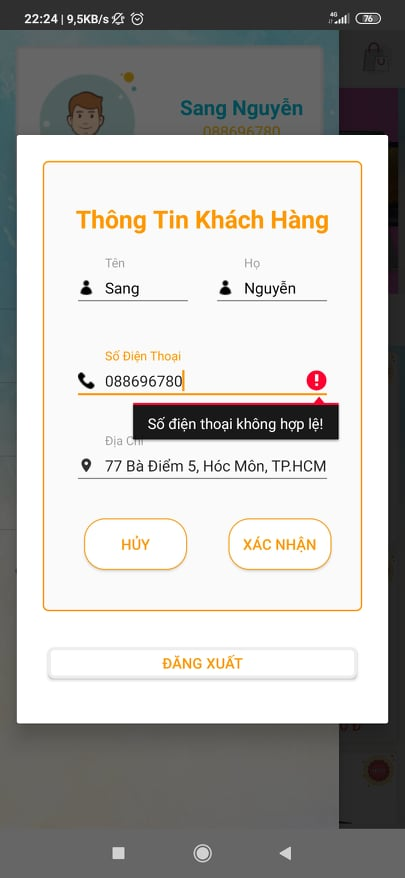 22:24 | 9,5KB/s
4G
76
Sang Nguyễn
088696780
Thông Tin Khách Hàng
Tên
Họ
Sang
Nguyễn
Số Điện Thoại
088696780
Số điện thoại không hợp lệ!
Địa Chỉ
77 Bà Điểm 5, Hóc Môn, TP.HCM
HỦY
XÁC NHẬN
ĐĂNG XUẤT